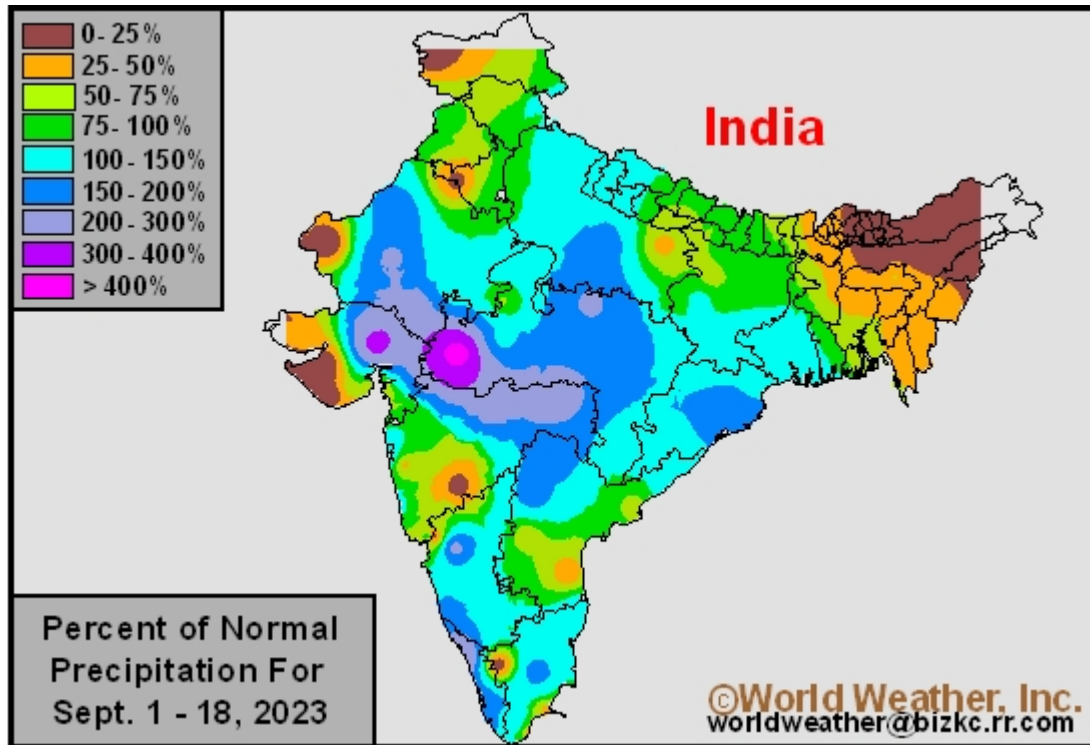 0-25%
25-50%
50-75%
75-100%
100-150%
150-200%
200-300%
300-400%
> 400%
India
Percent of Normal
Precipitation For
Sept. 1 - 18, 2023
©World Weather, Inc.
worldweather@bizkc.rr.com